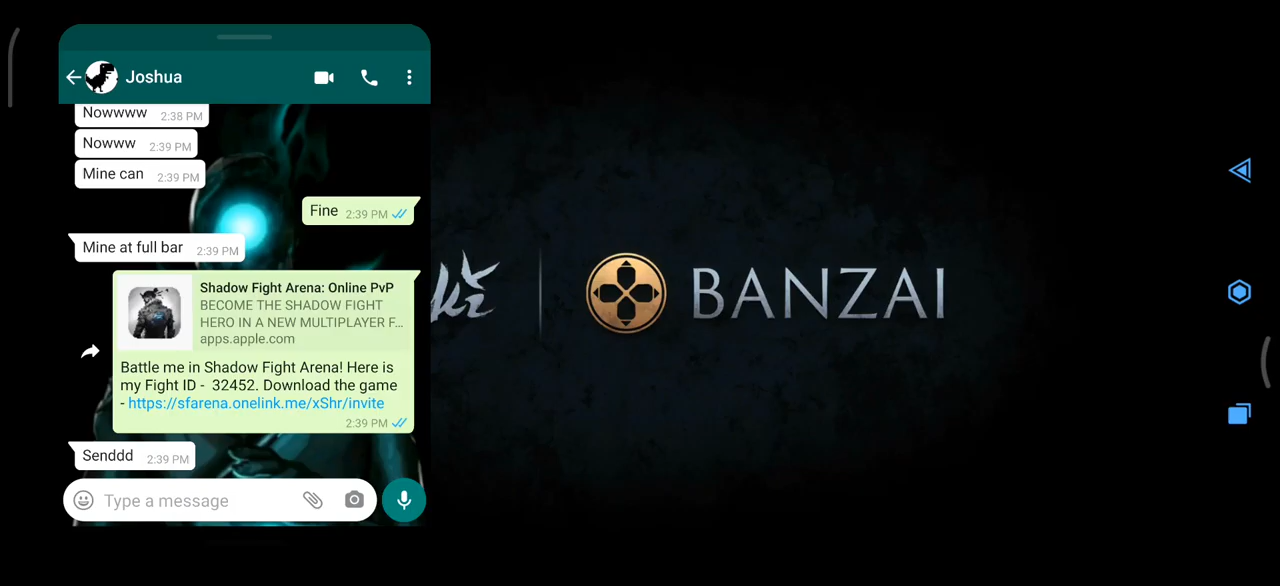 Joshua
Nowwww 2:38 PM
Nowww 2:39 PM
Mine can 2:39 PM
Fine 2:39 PM
Mine at full bar 2:39 PM
Shadow Fight Arena: Online PvP
BECOME THE SHADOW FIGHT
HERO IN A NEW MULTIPLAYER F...
apps.apple.com
Battle me in Shadow Fight Arena! Here is
my Fight ID - 32452. Download the game
- https://sfarena.onelink.me/xShr/invite
2:39 PM
Senddd 2:39 PM
Type a message
BANZAI